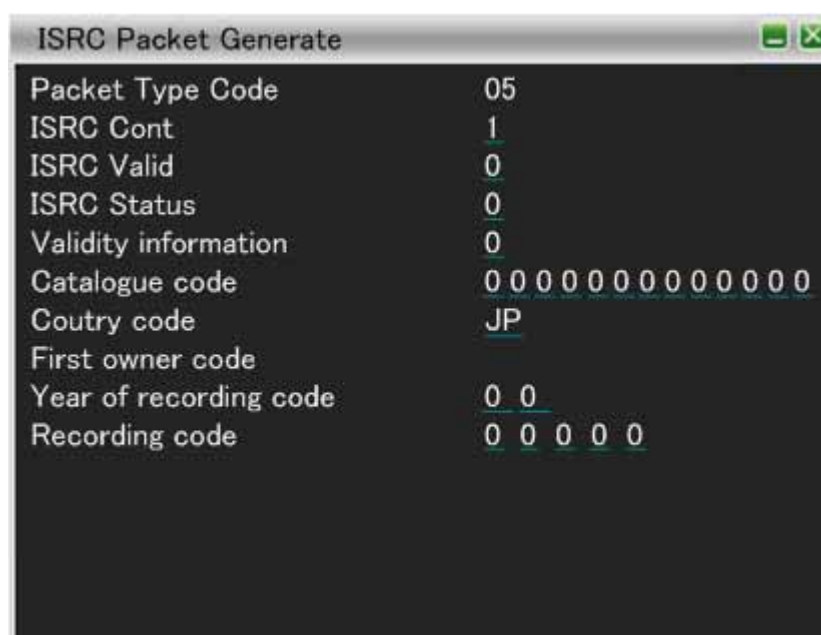 ISRC Packet Generate
Packet Type Code 05
ISRC Cont 1
ISRC Valid 0
ISRC Status 0
Validity information 0
Catalogue code 0 0 0 0 0 0 0 0 0 0 0 0 0
Coutry code JP
First owner code
Year of recording code 0 0
Recording code 0 0 0 0 0